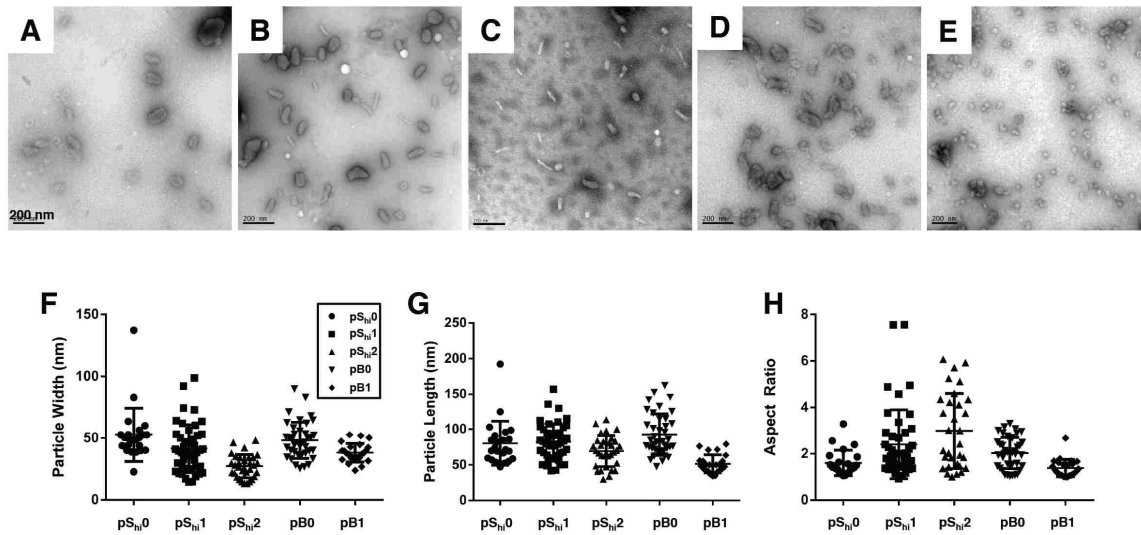 A
B
C
D
E
200 nm
200 nm
200 nm
200 nm
200 nm
F
Particle Width (nm)
150
100
50
0
pShi0
pShi1
pShi2
pB0
pB1
pShi0
pShi1
pShi2
pB0
pB1
G
Particle Length (nm)
250
200
150
100
50
0
pShi0
pShi1
pShi2
pB0
pB1
H
Aspect Ratio
8
6
4
2
0
pShi0
pShi1
pShi2
pB0
pB1